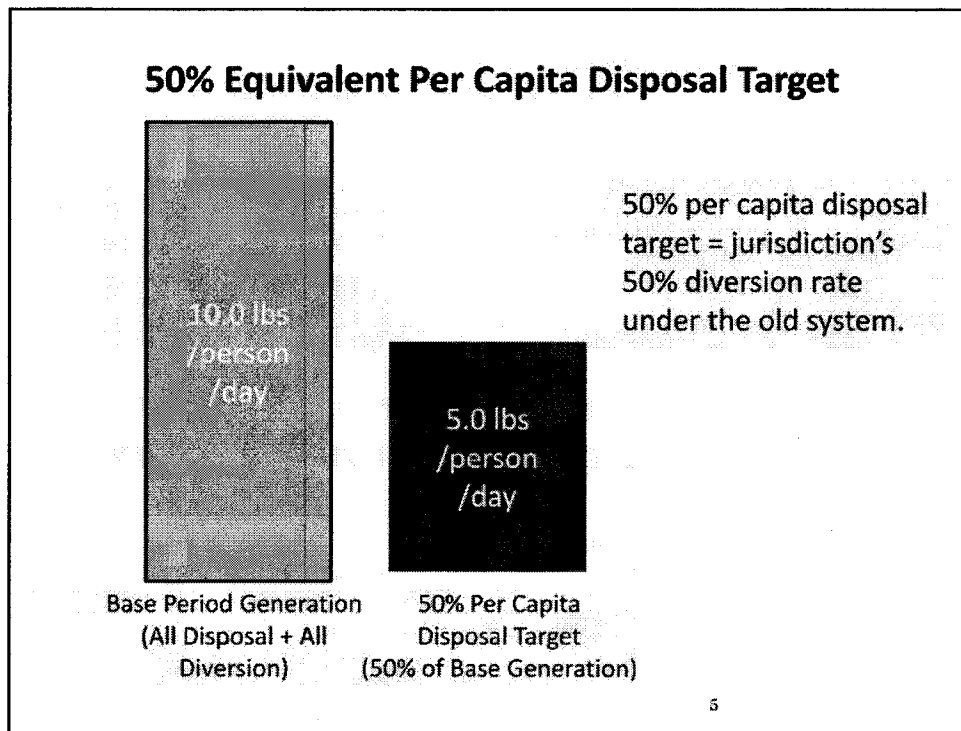 50% Equivalent Per Capita Disposal Target
10.0 lbs
/person
/day
5.0 lbs
/person
/day
50% per capita disposal
target = jurisdiction's
50% diversion rate
under the old system.
Base Period Generation
(All Disposal + All
Diversion)
50% Per Capita
Disposal Target
(50% of Base Generation)
5